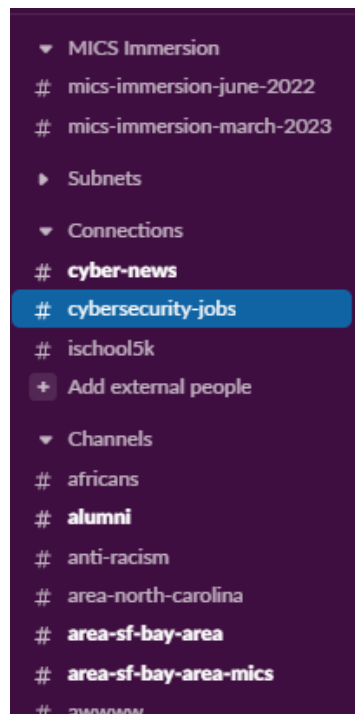 MICS Immersion
# mics-immersion-june-2022
# mics-immersion-march-2023
Subnets
Connections
# cyber-news
# cybersecurity-jobs
# ischool5k
+ Add external people
Channels
# africans
# alumni
# anti-racism
# area-north-carolina
# area-sf-bay-area
# area-sf-bay-area-mics
# awwww